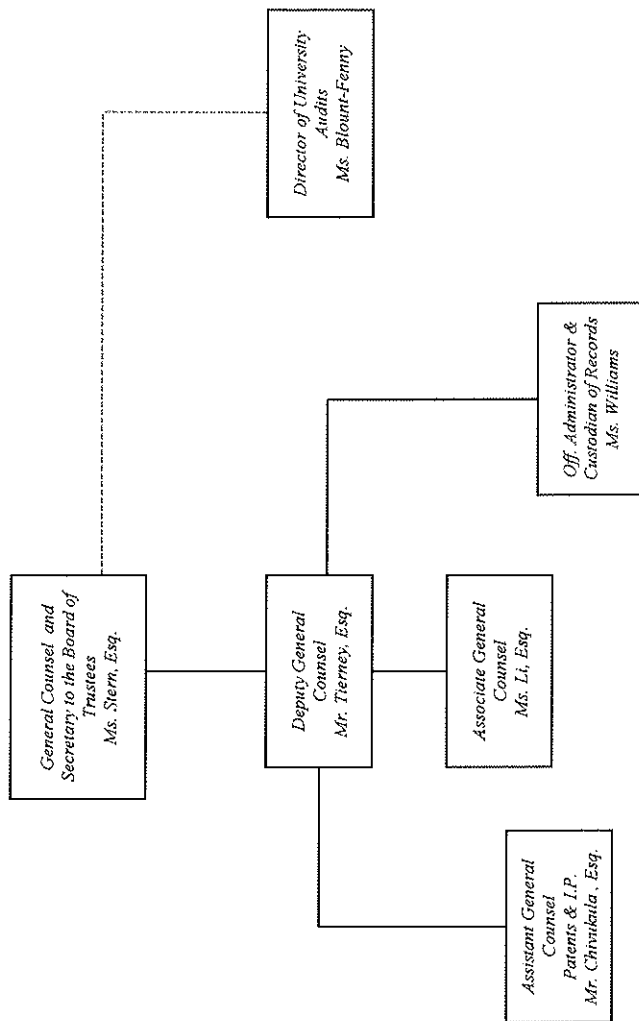 General Counsel and
Secretary to the Board of
Trustees
Ms. Stern, Esq.
Director of University
Audits
Ms. Blount-Fenny
Deputy General
Counsel
Mr. Tierney, Esq.
Off. Administrator &
Custodian of Records
Ms. Williams
Associate General
Counsel
Ms. Li, Esq.
Assistant General
Counsel
Patents & I.P.
Mr. Chivukula , Esq.